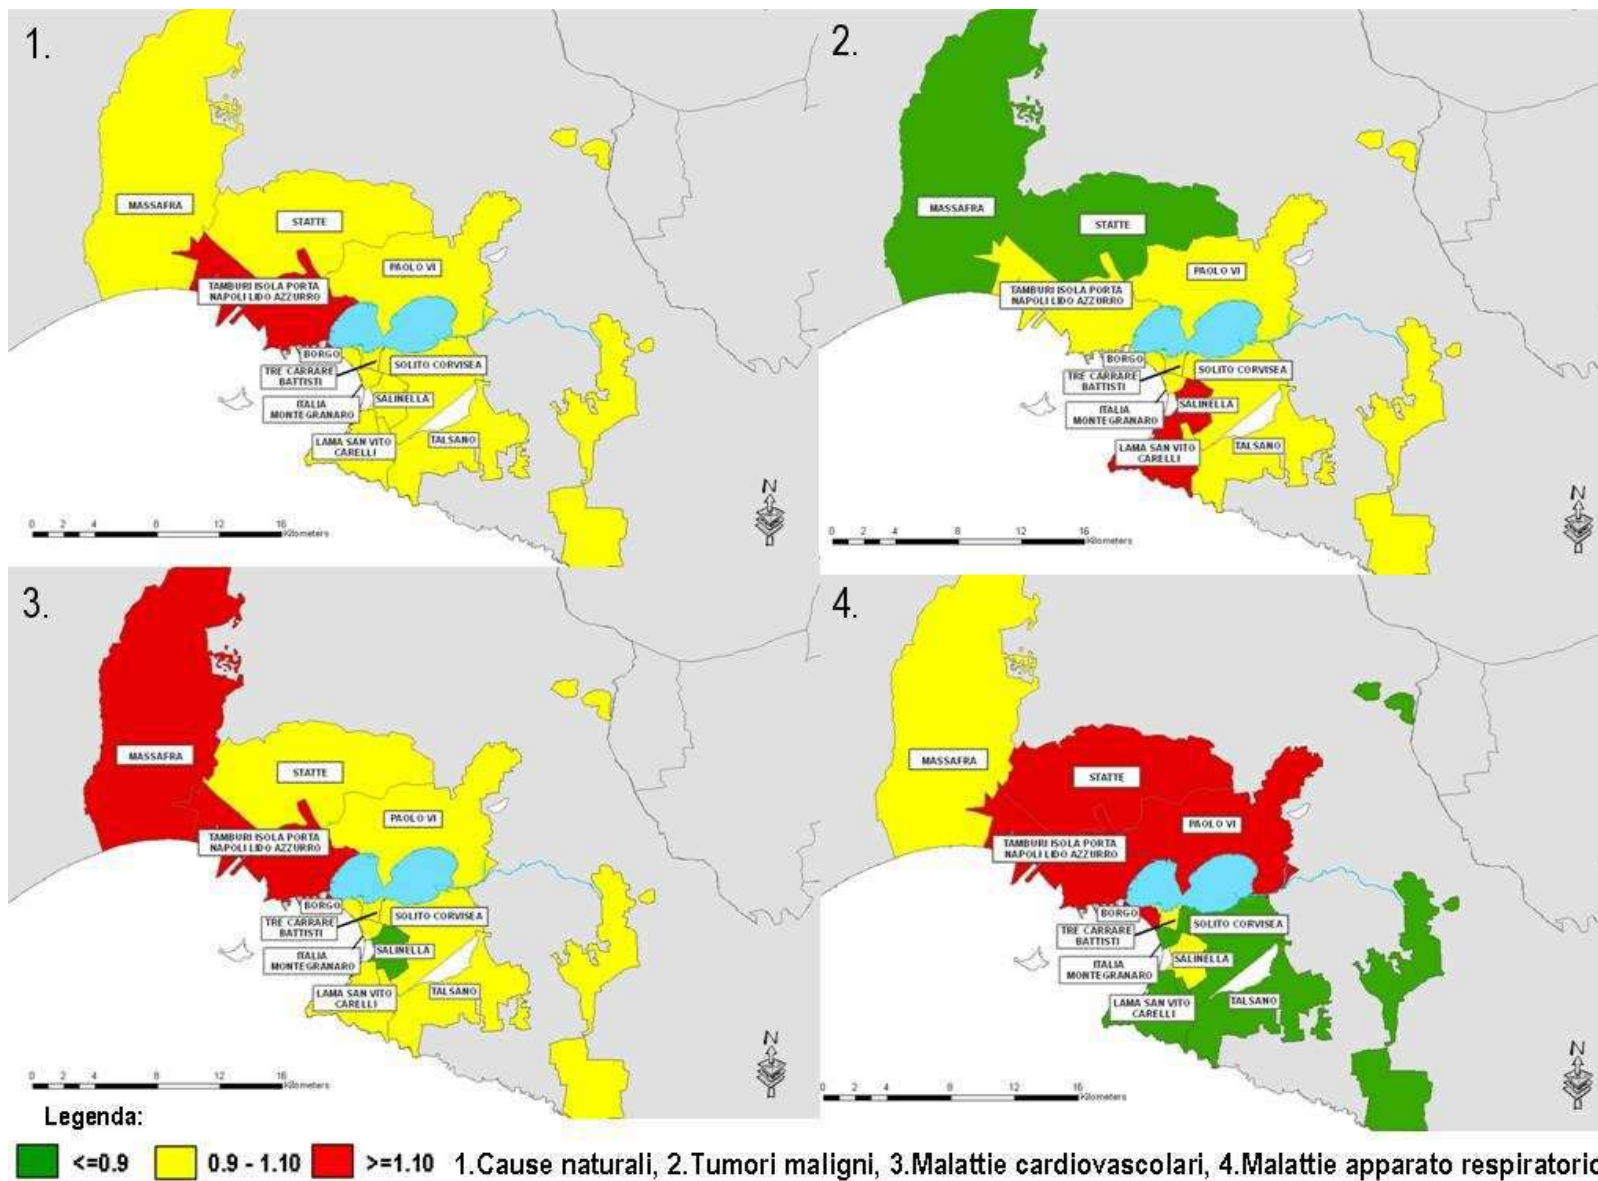 1.
MASSAFRA
STATTE
PAOLO VI
TAMBURI ISOLA PORTA
NAPOLI LIDO AZZURRO
BORGO
SOLITO CORVISEA
TRE CARRARE
BATTISTI
ITALIA
MONTEGRANARO
SALINELLA
LAMA SAN VITO
CARELLI
TALSANO
N
0 2 4 8 12 16
Kilometers
2.
MASSAFRA
STATTE
PAOLO VI
TAMBURI ISOLA PORTA
NAPOLI LIDO AZZURRO
BORGO
SOLITO CORVISEA
TRE CARRARE
BATTISTI
ITALIA
MONTEGRANARO
SALINELLA
LAMA SAN VITO
CARELLI
TALSANO
N
0 2 4 8 12 16
Kilometers
3.
MASSAFRA
STATTE
PAOLO VI
TAMBURI ISOLA PORTA
NAPOLI LIDO AZZURRO
BORGO
SOLITO CORVISEA
TRE CARRARE
BATTISTI
ITALIA
MONTEGRANARO
SALINELLA
LAMA SAN VITO
CARELLI
TALSANO
N
0 2 4 8 12 16
Kilometers
4.
MASSAFRA
STATTE
PAOLO VI
TAMBURI ISOLA PORTA
NAPOLI LIDO AZZURRO
BORGO
SOLITO CORVISEA
TRE CARRARE
BATTISTI
ITALIA
MONTEGRANARO
SALINELLA
LAMA SAN VITO
CARELLI
TALSANO
N
0 2 4 8 12 16
Kilometers
Legenda:
<=0.9 0.9 - 1.10 >=1.10 1.Cause naturali, 2.Tumori maligni, 3.Malattie cardiovascolari, 4.Malattie apparato respiratorio